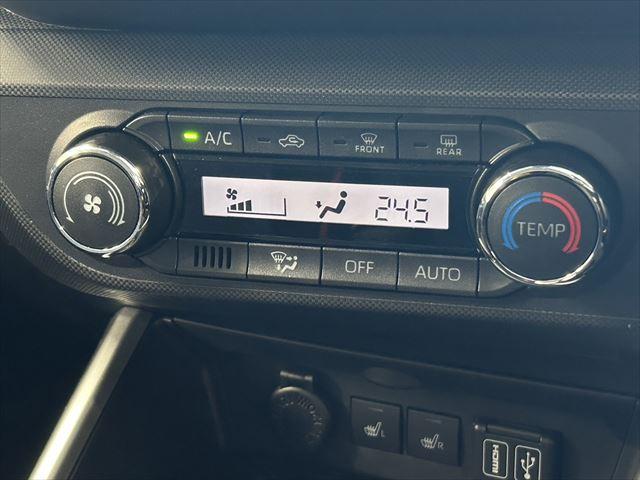 A/C
FRONT
REAR
24.5
TEMP
OFF
AUTO
L
R
HDMI